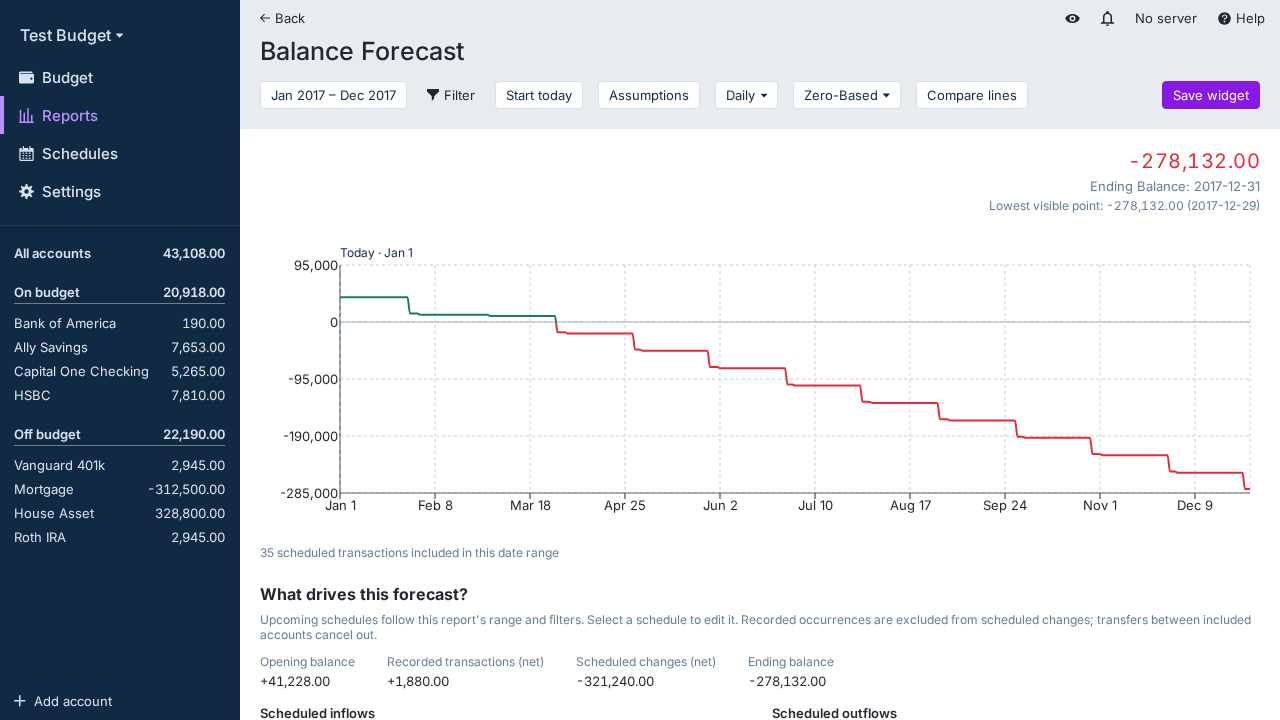 Test Budget
Budget
Reports
Schedules
Settings
All accounts 43,108.00
On budget 20,918.00
Bank of America 190.00
Ally Savings 7,653.00
Capital One Checking 5,265.00
HSBC 7,810.00
Off budget 22,190.00
Vanguard 401k 2,945.00
Mortgage -312,500.00
House Asset 328,800.00
Roth IRA 2,945.00
Add account
Back
No server
Help
Balance Forecast
Jan 2017 – Dec 2017
Filter
Start today
Assumptions
Daily
Zero-Based
Compare lines
Save widget
-278,132.00
Ending Balance: 2017-12-31
Lowest visible point: -278,132.00 (2017-12-29)
Today · Jan 1
95,000
0
-95,000
-190,000
-285,000
Jan 1 Feb 8 Mar 18 Apr 25 Jun 2 Jul 10 Aug 17 Sep 24 Nov 1 Dec 9
35 scheduled transactions included in this date range
What drives this forecast?
Upcoming schedules follow this report's range and filters. Select a schedule to edit it. Recorded occurrences are excluded from scheduled changes; transfers between included
accounts cancel out.
Opening balance Recorded transactions (net) Scheduled changes (net) Ending balance
+41,228.00 +1,880.00 -321,240.00 -278,132.00
Scheduled inflows Scheduled outflows